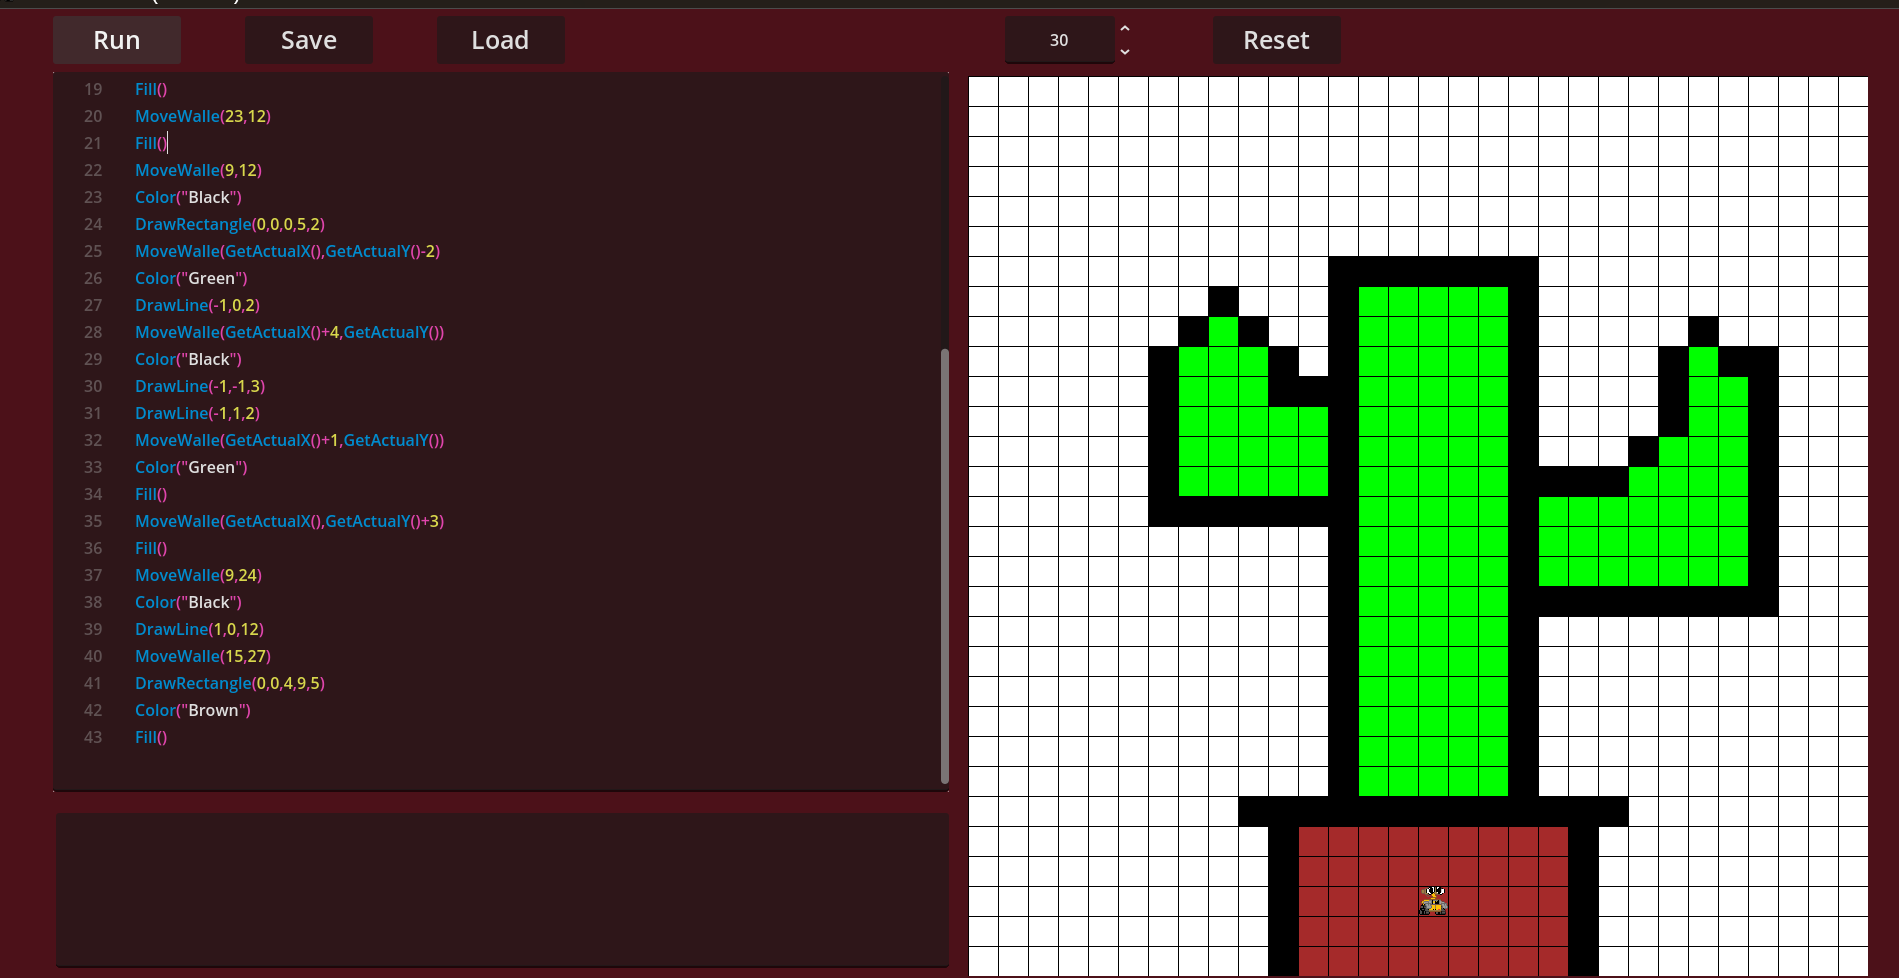 Run Save Load 30 Reset
19 Fill()
20 MoveWalle(23,12)
21 Fill()
22 MoveWalle(9,12)
23 Color("Black")
24 DrawRectangle(0,0,0,5,2)
25 MoveWalle(GetActualX(),GetActualY()-2)
26 Color("Green")
27 DrawLine(-1,0,2)
28 MoveWalle(GetActualX()+4,GetActualY())
29 Color("Black")
30 DrawLine(-1,-1,3)
31 DrawLine(-1,1,2)
32 MoveWalle(GetActualX()+1,GetActualY())
33 Color("Green")
34 Fill()
35 MoveWalle(GetActualX(),GetActualY()+3)
36 Fill()
37 MoveWalle(9,24)
38 Color("Black")
39 DrawLine(1,0,12)
40 MoveWalle(15,27)
41 DrawRectangle(0,0,4,9,5)
42 Color("Brown")
43 Fill()